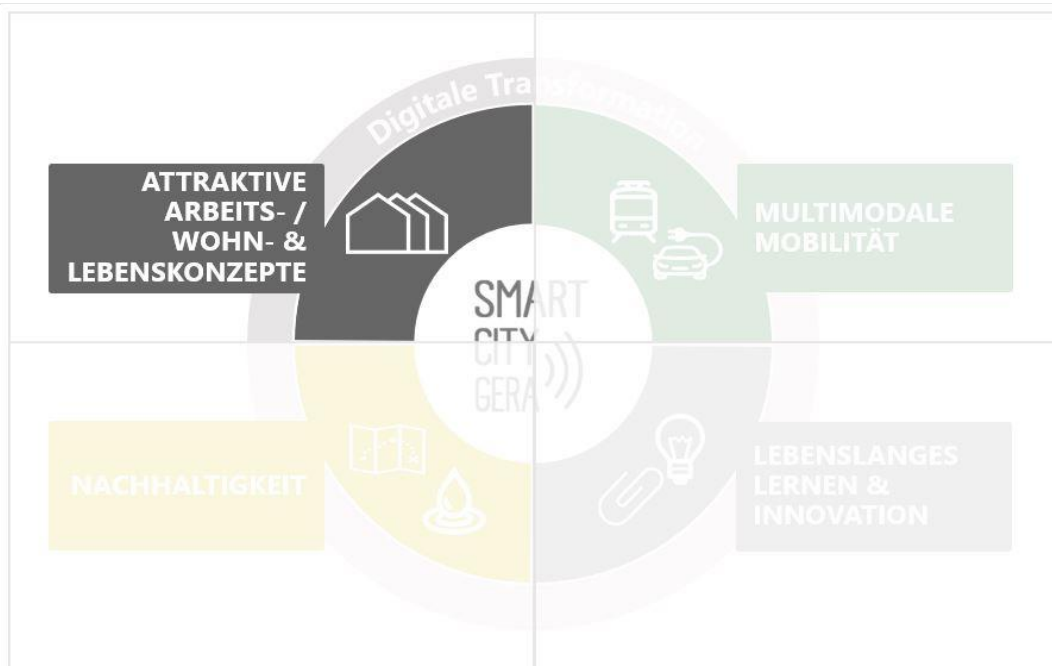 Digitale Transformation
ATTRAKTIVE
ARBEITS- /
WOHN- &
LEBENSKONZEPTE
MULTIMODALE
MOBILITÄT
SMART
CITY
GERA
NACHHALTIGKEIT
LEBENSLANGES
LERNEN &
INNOVATION